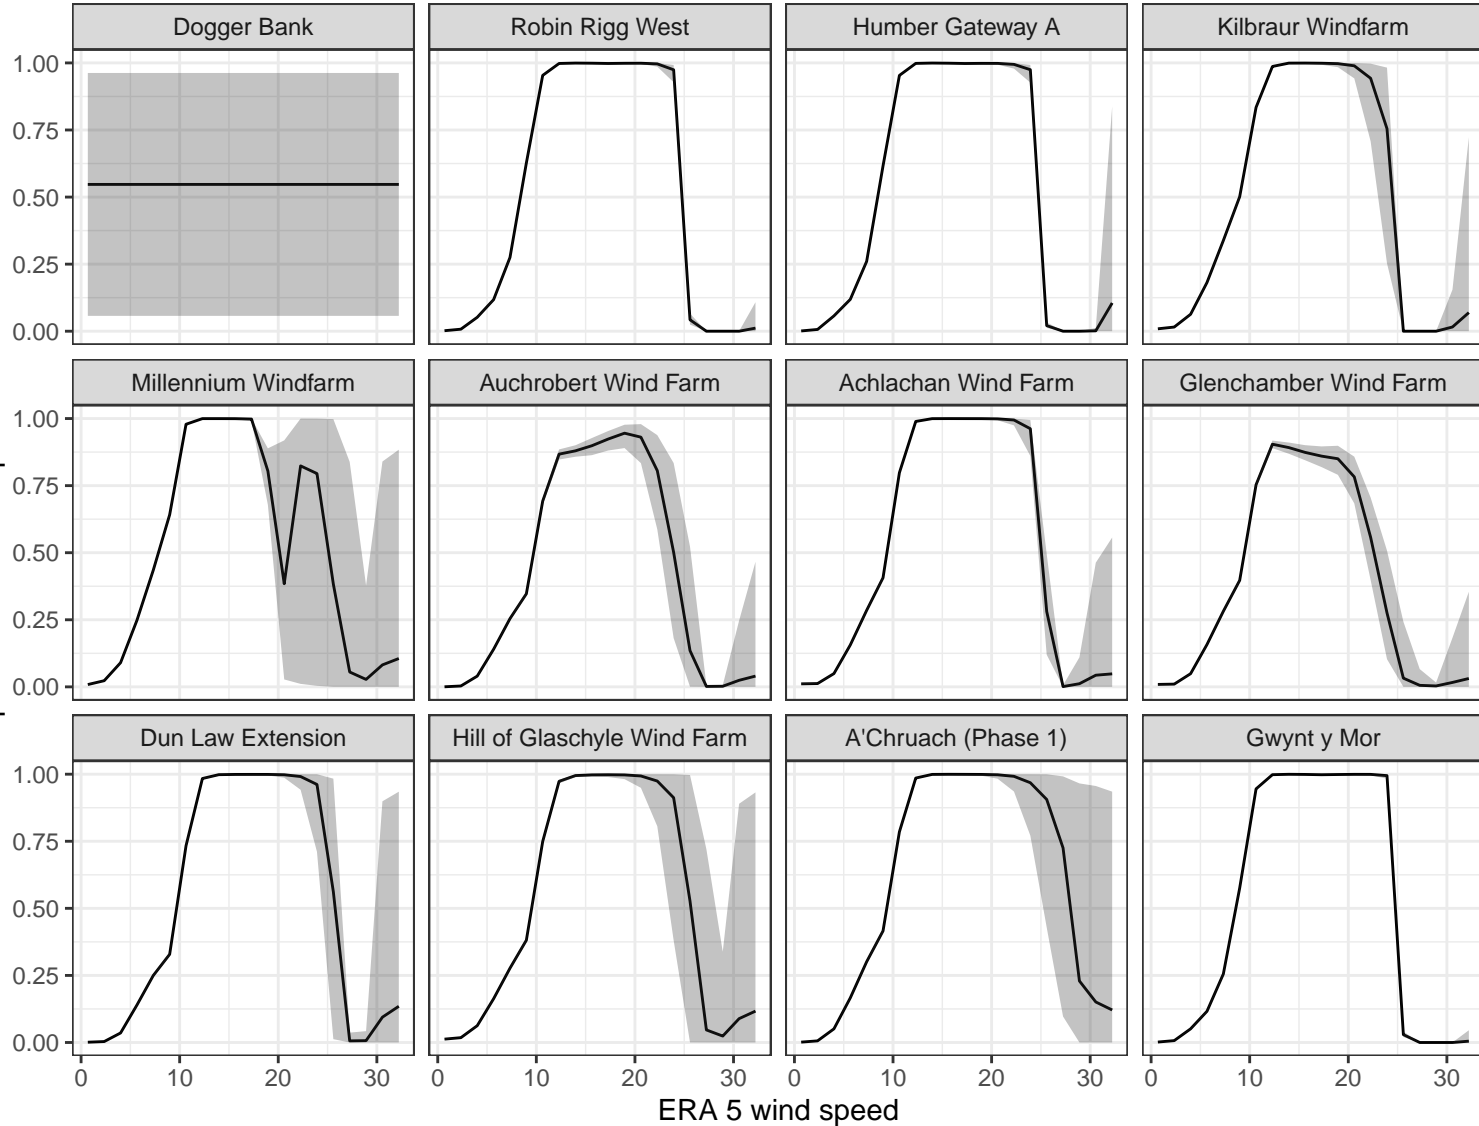 Dogger Bank
Robin Rigg West
Humber Gateway A
Kilbraur Windfarm
1.00
0.75
0.50
0.25
0.00
Millennium Windfarm
Auchrobert Wind Farm
Achlachan Wind Farm
Glenchamber Wind Farm
1.00
0.75
0.50
0.25
0.00
Dun Law Extension
Hill of Glaschyle Wind Farm
A'Chruach (Phase 1)
Gwynt y Mor
1.00
0.75
0.50
0.25
0.00
0 10 20 30 0 10 20 30 0 10 20 30 0 10 20 30
ERA 5 wind speed